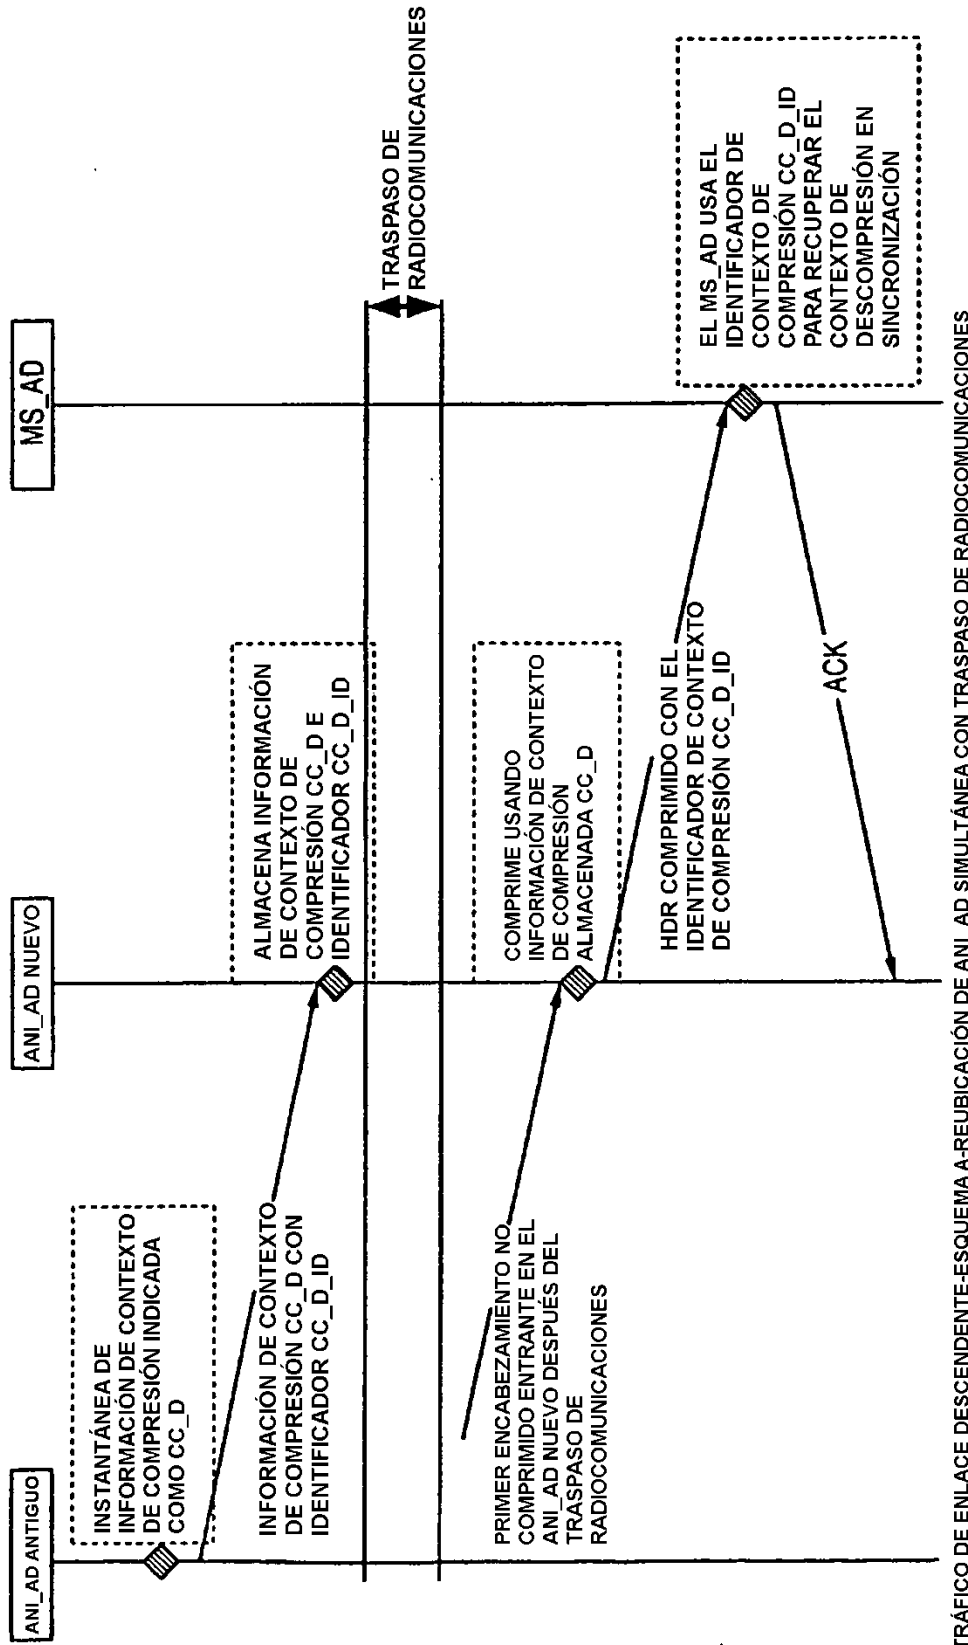 ANI_AD ANTIGUO
ANI_AD NUEVO
MS_AD
INSTANTÁNEA DE
INFORMACIÓN DE CONTEXTO
DE COMPRESIÓN INDICADA
COMO CC_D
INFORMACIÓN DE CONTEXTO
DE COMPRESIÓN CC_D CON
IDENTIFICADOR CC_D_ID
ALMACENA INFORMACIÓN
DE CONTEXTO DE
COMPRESIÓN CC_D E
IDENTIFICADOR CC_D_ID
TRASPASO DE
RADIOCOMUNICACIONES
PRIMER ENCABEZAMIENTO NO
COMPRIMIDO ENTRANTE EN EL
ANI_AD NUEVO DESPUÉS DEL
TRASPASO DE
RADIOCOMUNICACIONES
COMPRIME USANDO
INFORMACIÓN DE CONTEXTO
DE COMPRESIÓN
ALMACENADA CC_D
HDR COMPRIMIDO CON EL
IDENTIFICADOR DE CONTEXTO
DE COMPRESIÓN CC_D_ID
EL MS_AD USA EL
IDENTIFICADOR DE
CONTEXTO DE
COMPRESIÓN CC_D_ID
PARA RECUPERAR EL
CONTEXTO DE
DESCOMPRESIÓN EN
SINCRONIZACIÓN
ACK
TRÁFICO DE ENLACE DESCENDENTE-ESQUEMA A-REUBICACIÓN DE ANI_AD SIMULTÁNEA CON TRASPASO DE RADIOCOMUNICACIONES